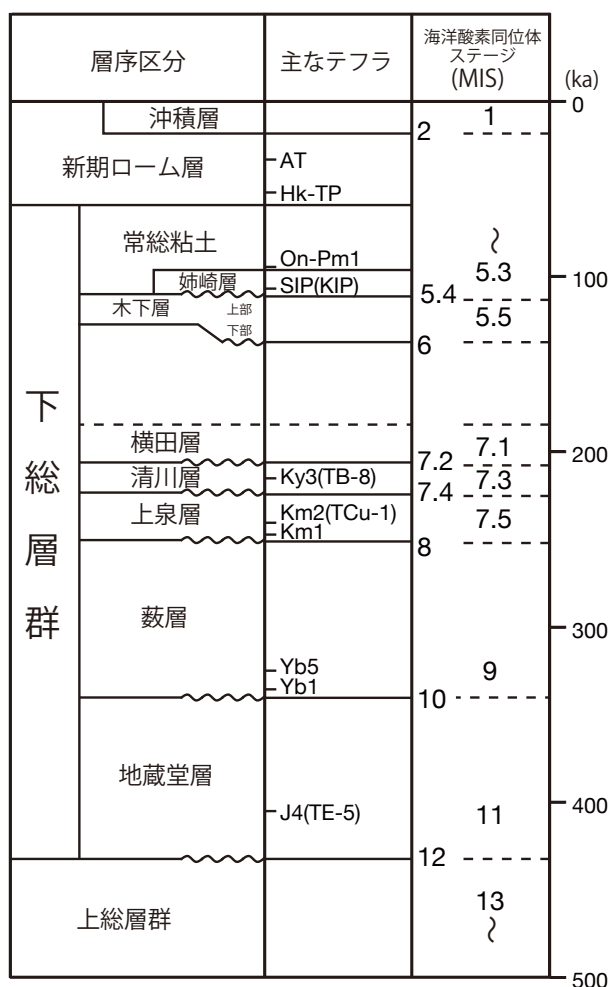 層序区分
主なテフラ
海洋酸素同位体
ステージ
(MIS)
(ka)
0
沖積層
1
2
新期ローム層
AT
Hk-TP
常総粘土
~
On-Pm1
5.3
100
姉崎層
SIP(KIP)
5.4
木下層
上部
5.5
下部
6
下総層群
横田層
7.1
200
7.2
清川層
Ky3(TB-8)
7.3
7.4
上泉層
Km2(TCu-1)
7.5
Km1
8
藪層
300
Yb5
9
Yb1
10
地蔵堂層
400
J4(TE-5)
11
12
上総層群
13
~
500